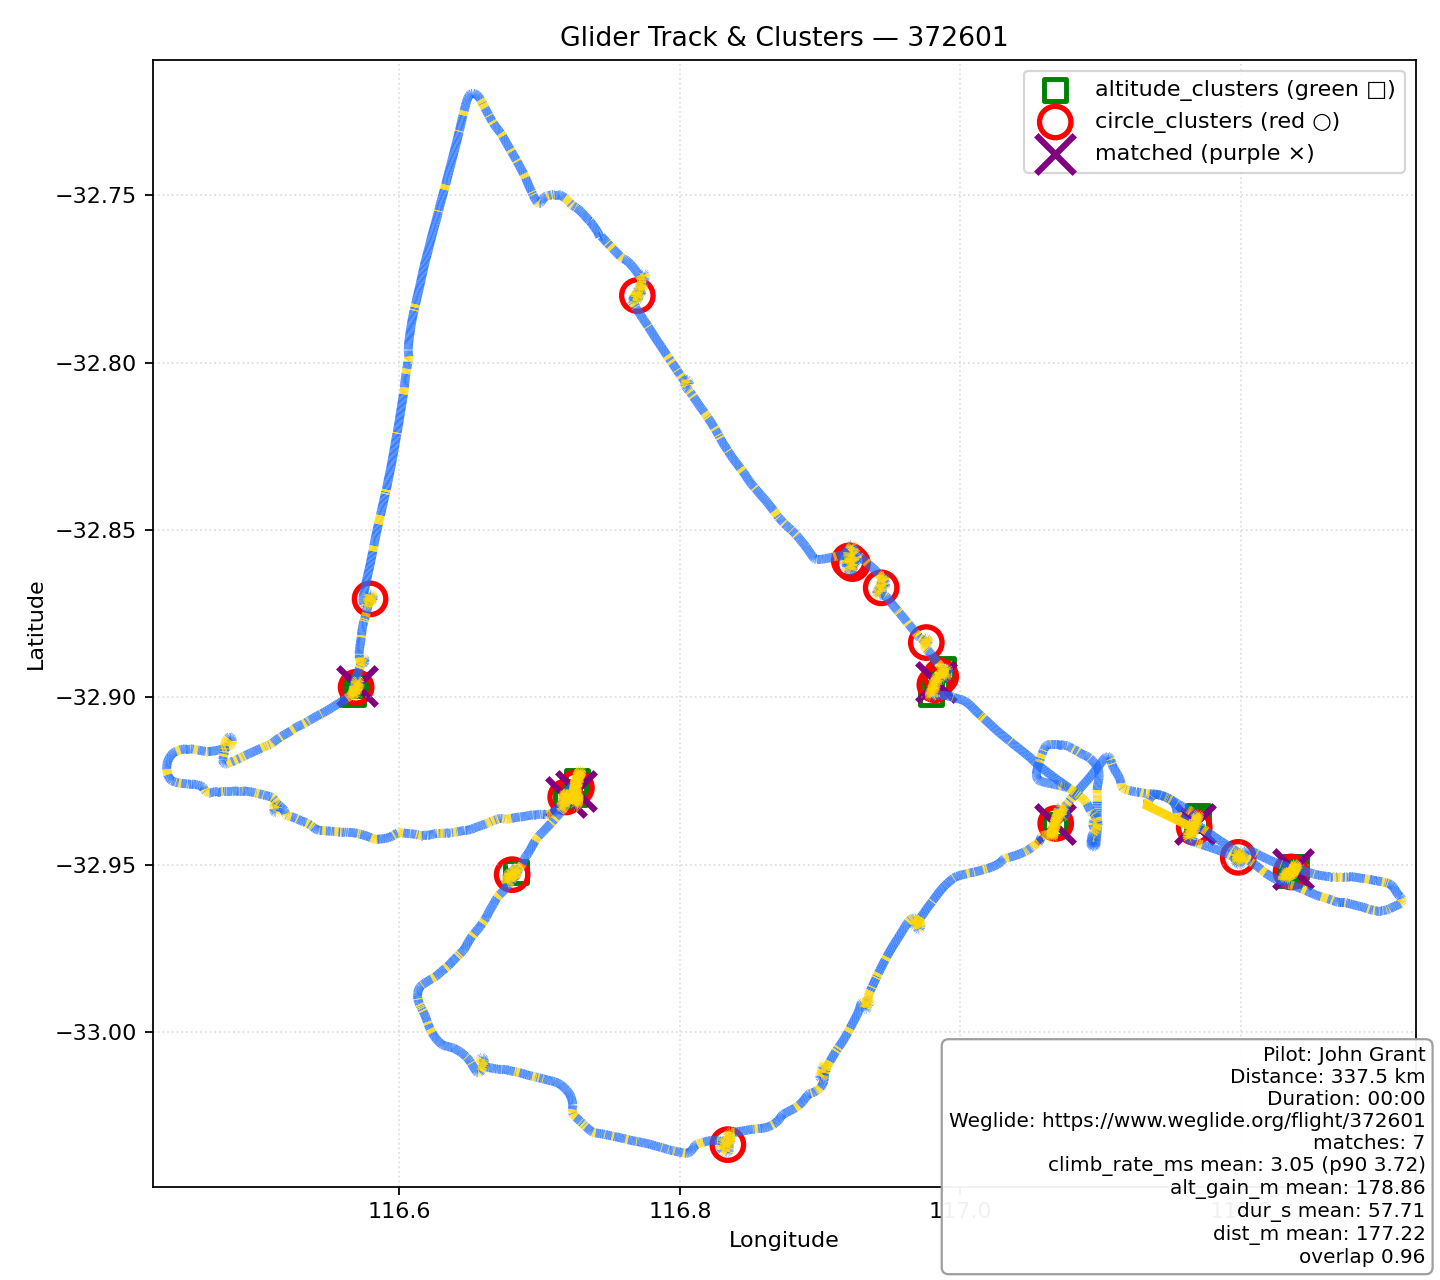 Glider Track & Clusters — 372601
altitude_clusters (green □)
circle_clusters (red ○)
matched (purple ×)
−32.75
−32.80
−32.85
−32.90
−32.95
−33.00
Latitude
116.6
116.8
117.0
Longitude
Pilot: John Grant
Distance: 337.5 km
Duration: 00:00
Weglide: https://www.weglide.org/flight/372601
matches: 7
climb_rate_ms mean: 3.05 (p90 3.72)
alt_gain_m mean: 178.86
dur_s mean: 57.71
dist_m mean: 177.22
overlap 0.96